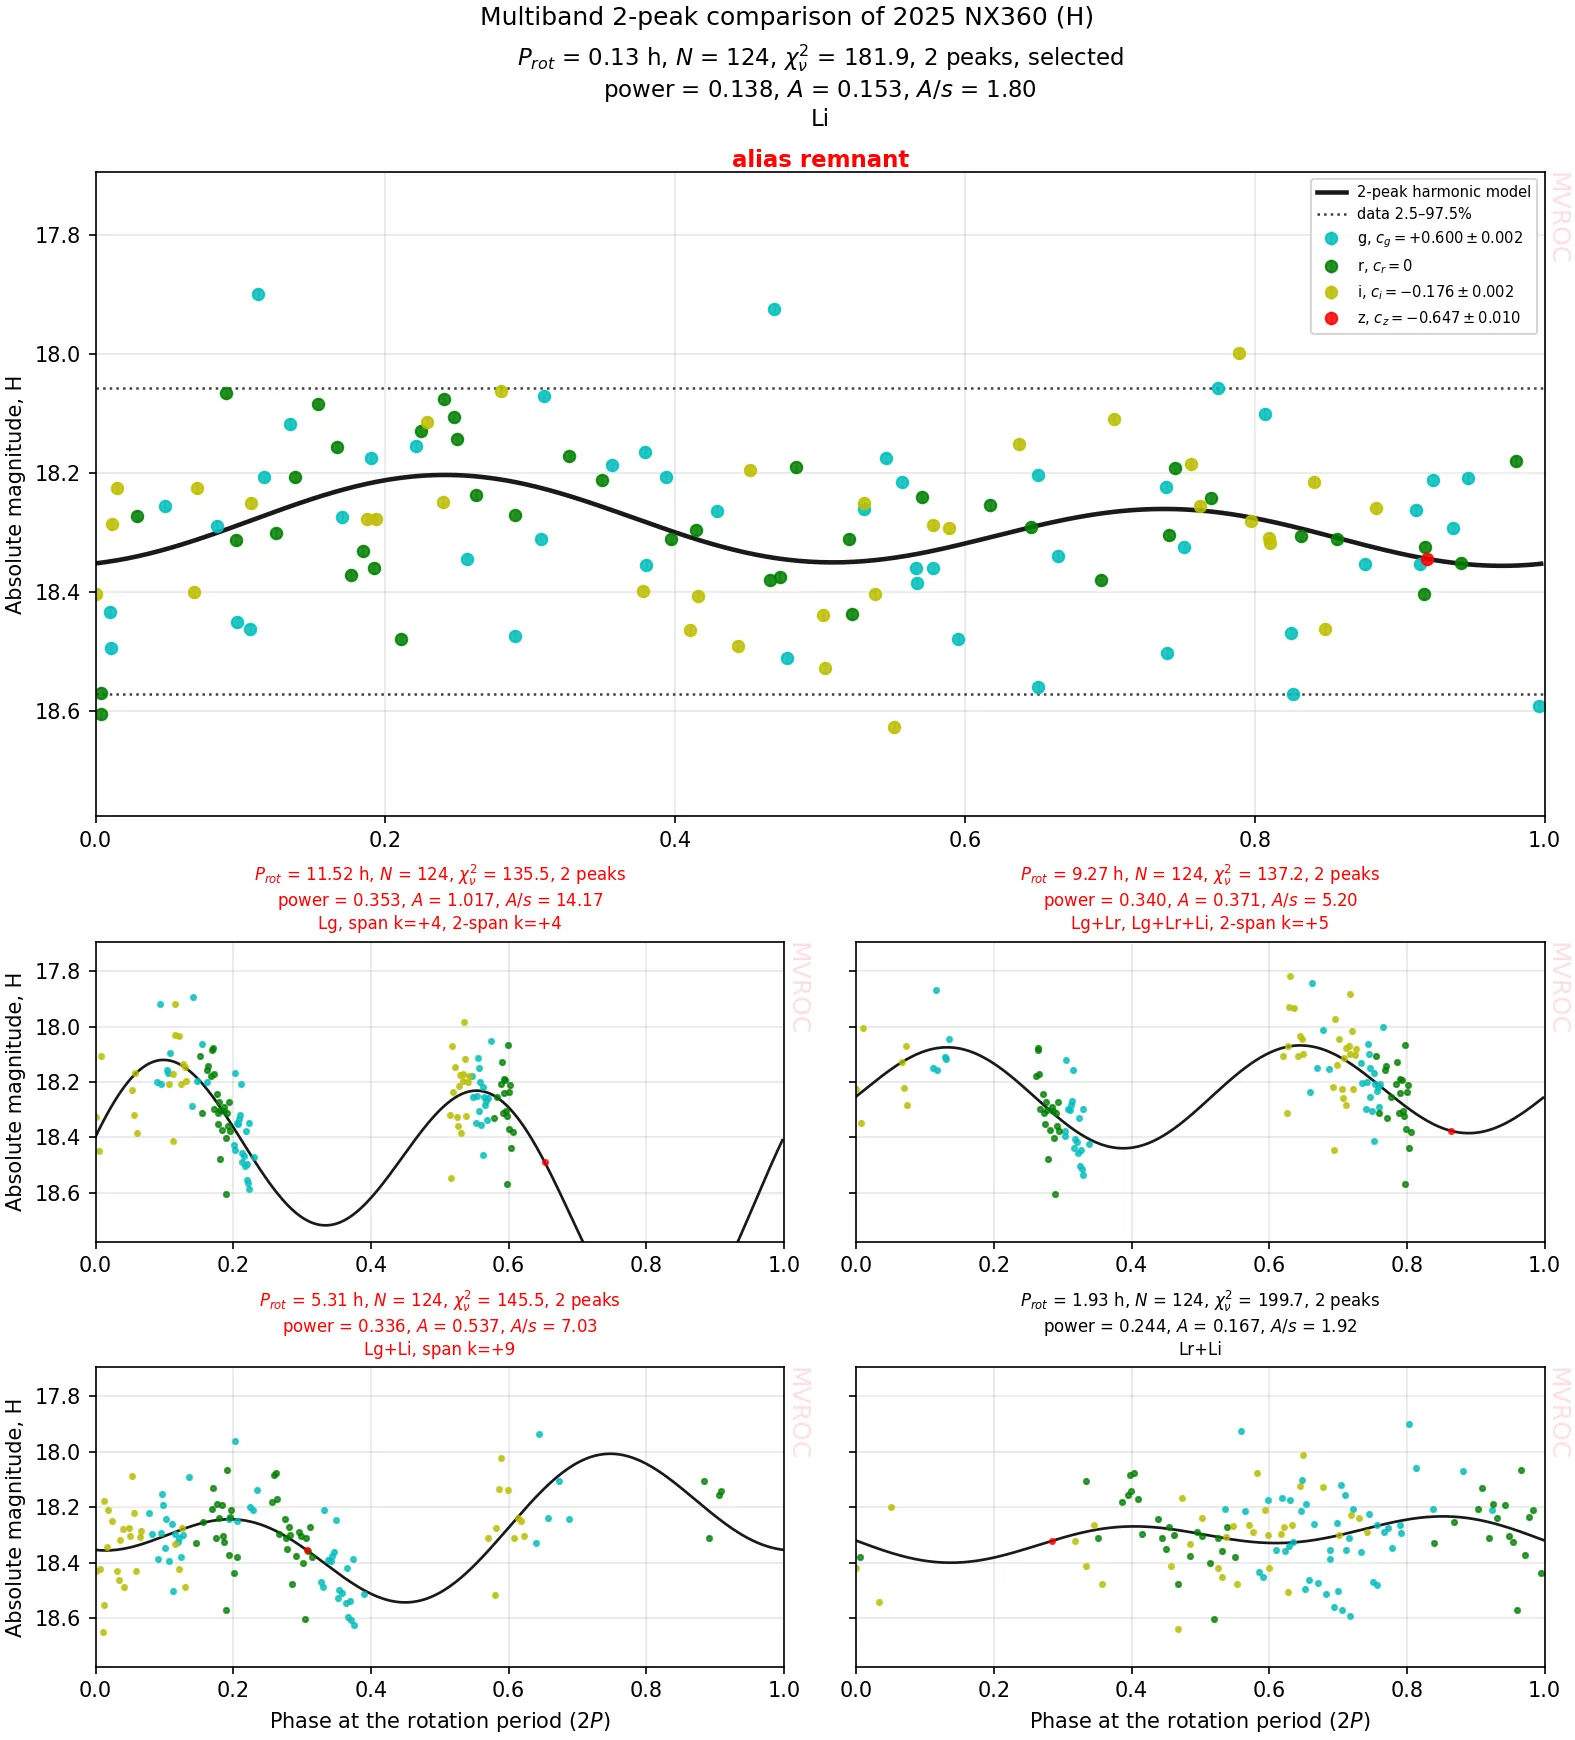 Multiband 2-peak comparison of 2025 NX360 (H)
P_rot = 0.13 h, N = 124, χ²_ν = 181.9, 2 peaks, selected
power = 0.138, A = 0.153, A/s = 1.80
Li
alias remnant
2-peak harmonic model
data 2.5–97.5%
g, c_g = +0.600 ± 0.002
r, c_r = 0
i, c_i = −0.176 ± 0.002
z, c_z = −0.647 ± 0.010
MVROC
Absolute magnitude, H
17.8
18.0
18.2
18.4
18.6
0.0 0.2 0.4 0.6 0.8 1.0
P_rot = 11.52 h, N = 124, χ²_ν = 135.5, 2 peaks
power = 0.353, A = 1.017, A/s = 14.17
Lg, span k=+4, 2-span k=+4
MVROC
Absolute magnitude, H
17.8
18.0
18.2
18.4
18.6
0.0 0.2 0.4 0.6 0.8 1.0
P_rot = 9.27 h, N = 124, χ²_ν = 137.2, 2 peaks
power = 0.340, A = 0.371, A/s = 5.20
Lg+Lr, Lg+Lr+Li, 2-span k=+5
MVROC
0.0 0.2 0.4 0.6 0.8 1.0
P_rot = 5.31 h, N = 124, χ²_ν = 145.5, 2 peaks
power = 0.336, A = 0.537, A/s = 7.03
Lg+Li, span k=+9
MVROC
Absolute magnitude, H
17.8
18.0
18.2
18.4
18.6
0.0 0.2 0.4 0.6 0.8 1.0
Phase at the rotation period (2P)
P_rot = 1.93 h, N = 124, χ²_ν = 199.7, 2 peaks
power = 0.244, A = 0.167, A/s = 1.92
Lr+Li
MVROC
0.0 0.2 0.4 0.6 0.8 1.0
Phase at the rotation period (2P)